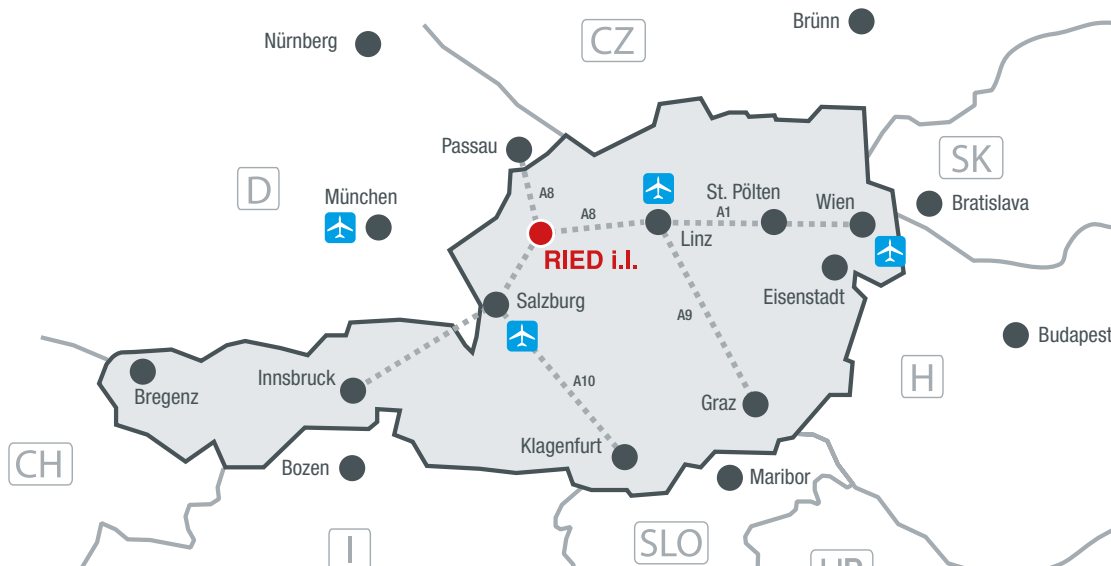 Brünn
CZ
Nürnberg
Passau
SK
D
München
A8
St. Pölten
Wien
Bratislava
A8
A1
Linz
RIED i.I.
Eisenstadt
Salzburg
A9
Budapest
Innsbruck
A10
H
Bregenz
Graz
Klagenfurt
CH
Bozen
Maribor
I
SLO